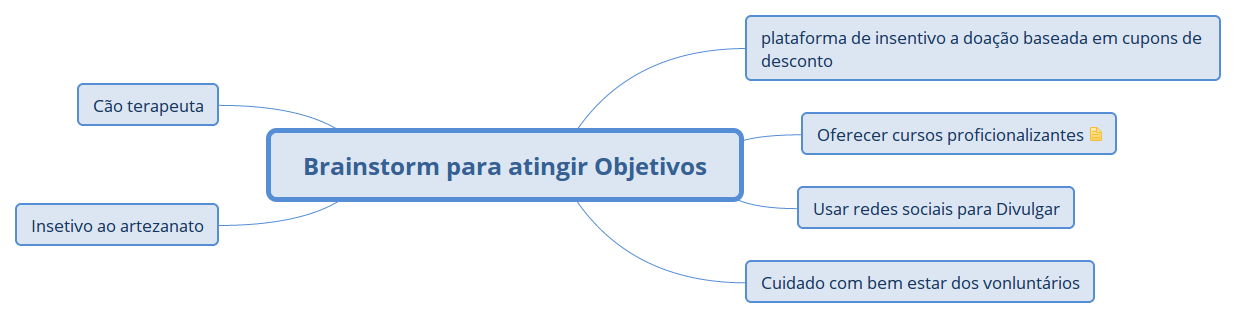 plataforma de insentivo a doação baseada em cupons de
desconto
Cão terapeuta
Oferecer cursos proficionalizantes
Brainstorm para atingir Objetivos
Usar redes sociais para Divulgar
Insetivo ao artezanato
Cuidado com bem estar dos vonluntários